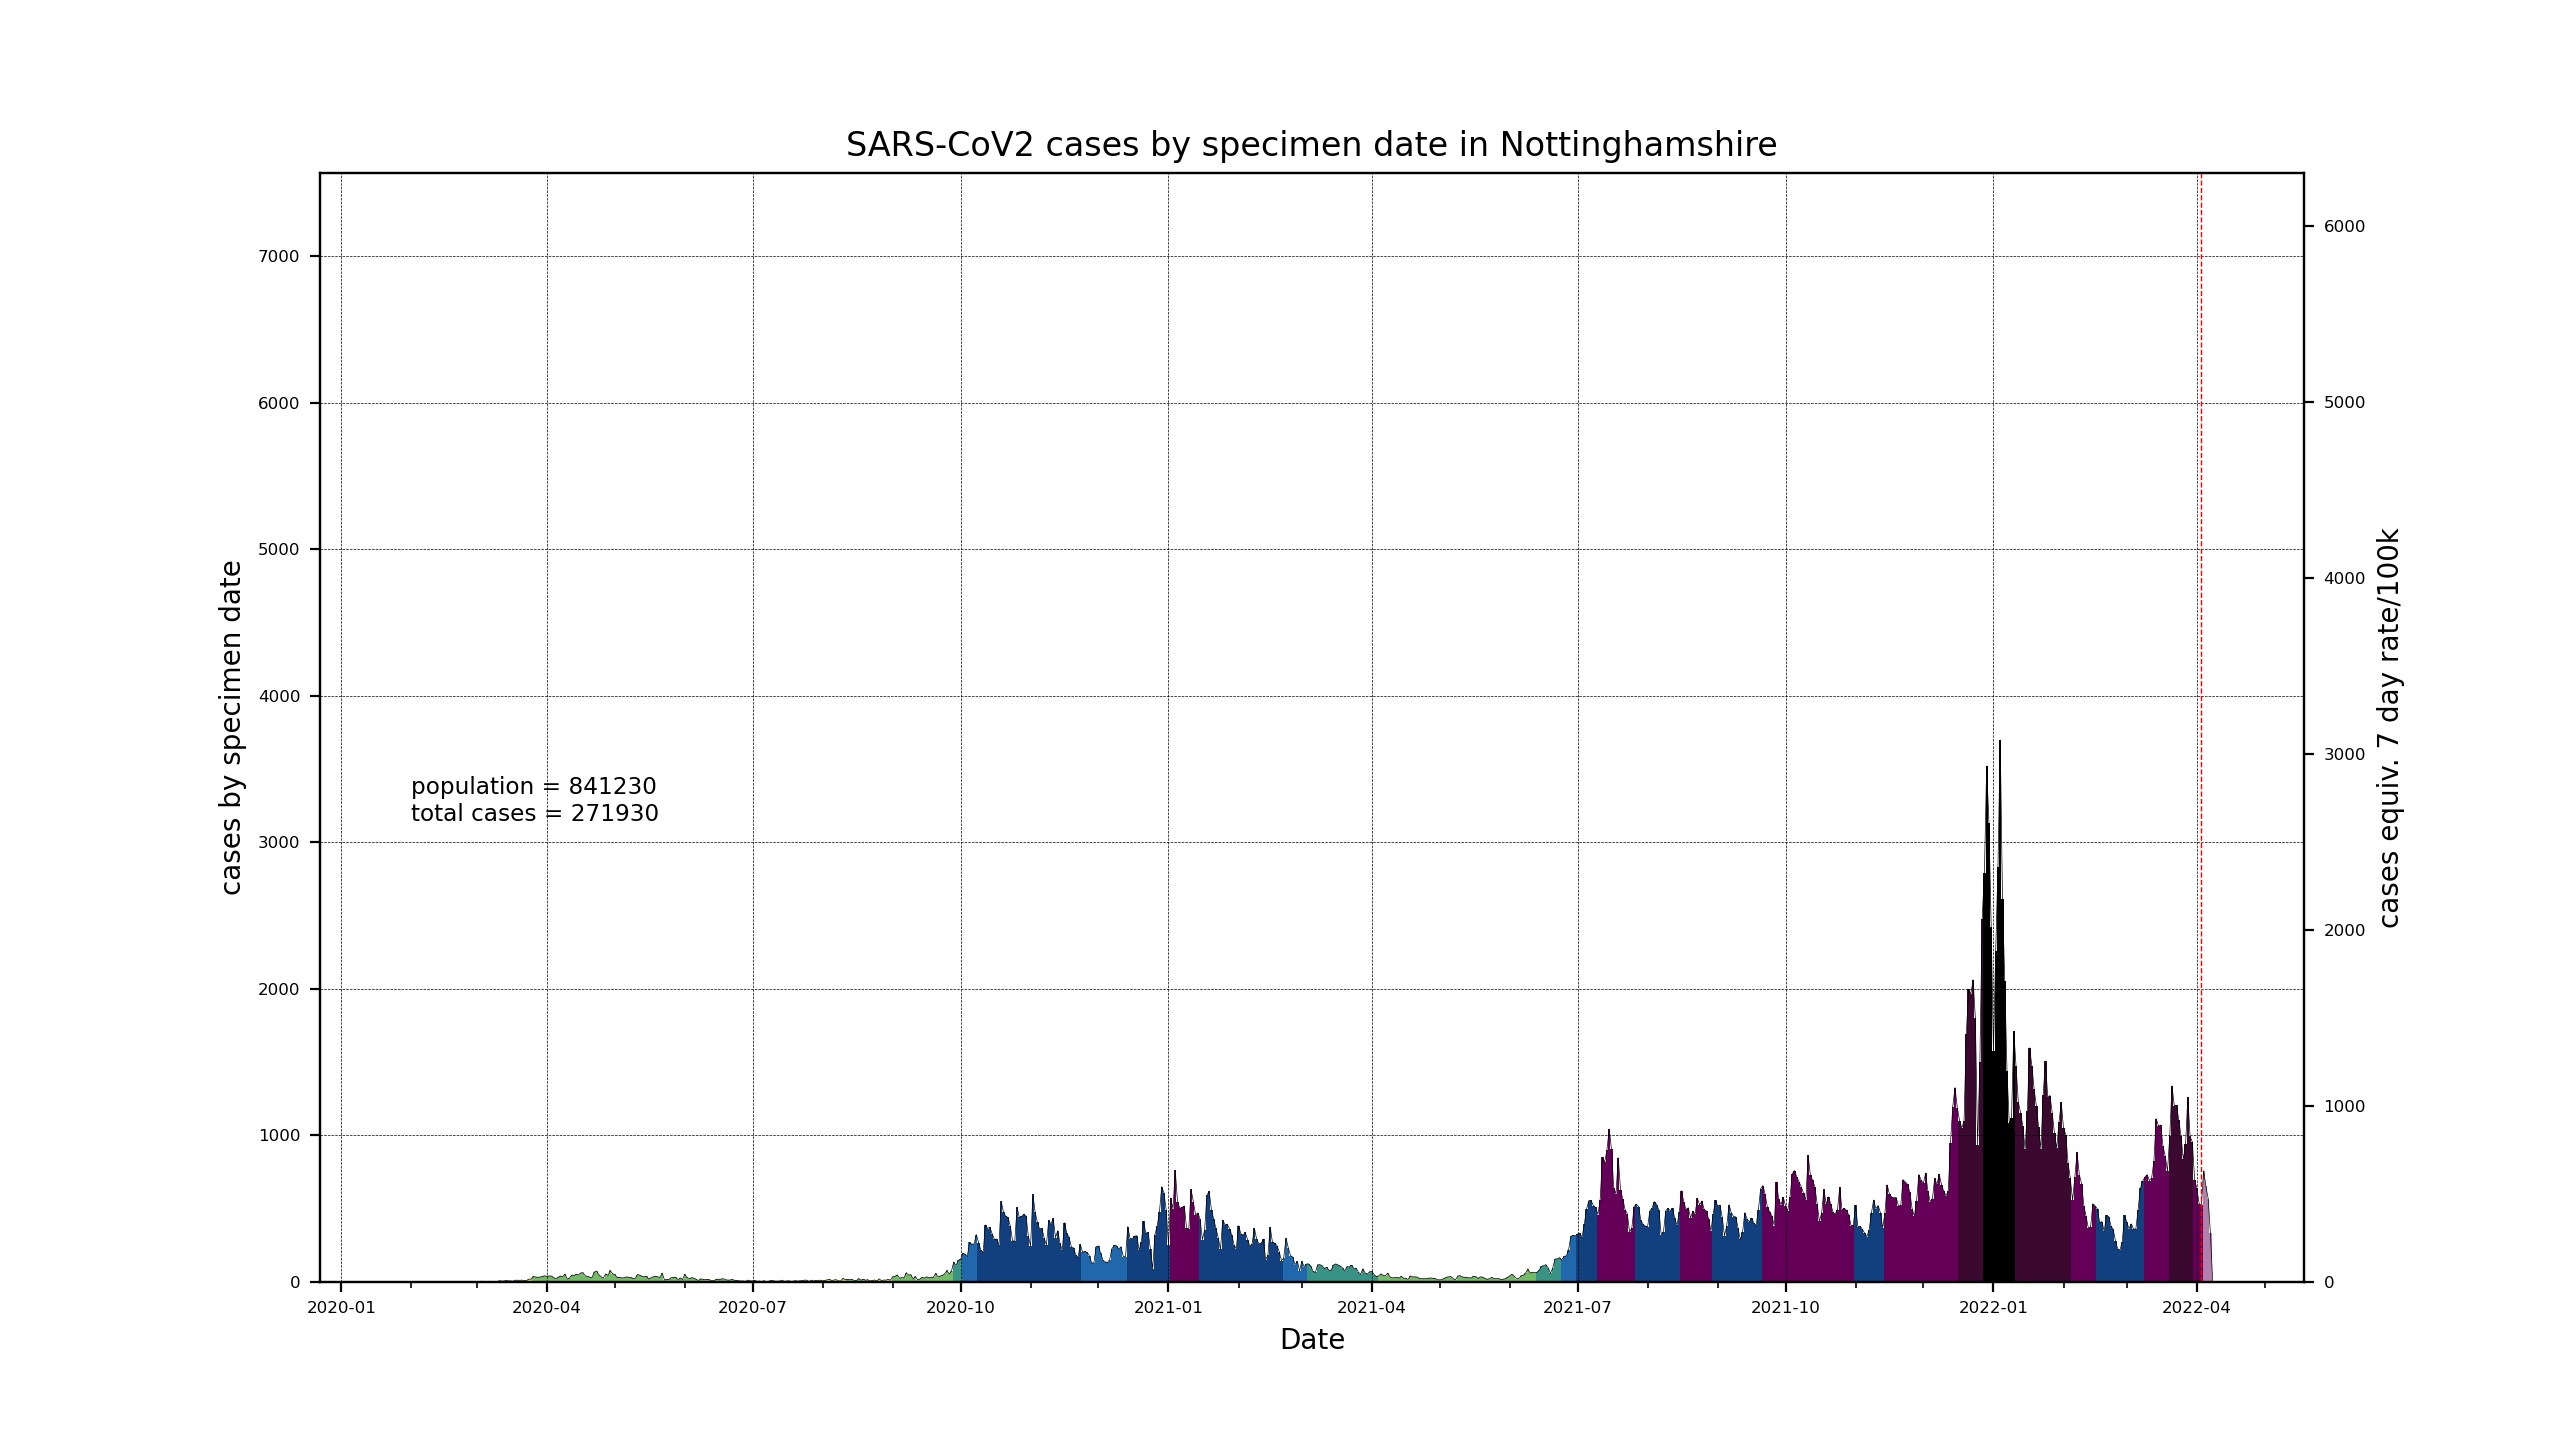 SARS-CoV2 cases by specimen date in Nottinghamshire
7000
6000
5000
4000
3000
2000
1000
0
cases by specimen date
population = 841230
total cases = 271930
6000
5000
4000
3000
2000
1000
0
cases equiv. 7 day rate/100k
2020-01 2020-04 2020-07 2020-10 2021-01 2021-04 2021-07 2021-10 2022-01 2022-04
Date